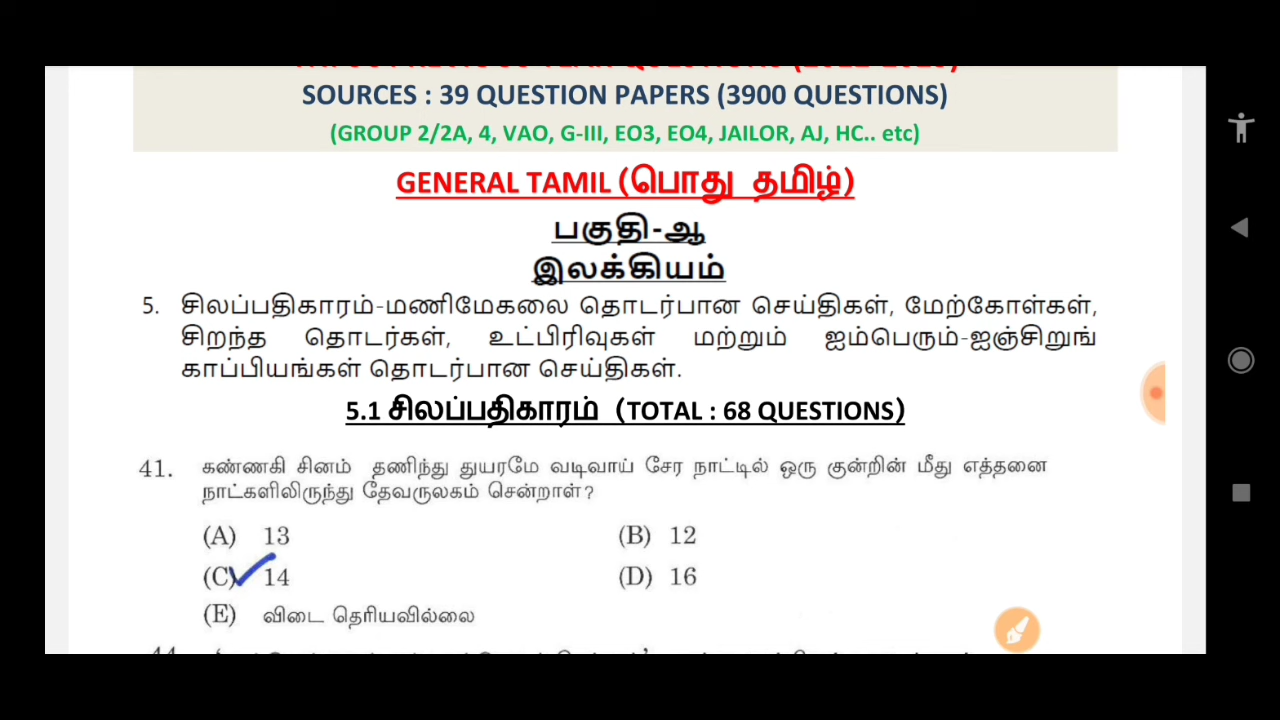 SOURCES : 39 QUESTION PAPERS (3900 QUESTIONS)
(GROUP 2/2A, 4, VAO, G-III, EO3, EO4, JAILOR, AJ, HC.. etc)
GENERAL TAMIL (பொது தமிழ்)
பகுதி-ஆ
இலக்கியம்
5. சிலப்பதிகாரம்-மணிமேகலை தொடர்பான செய்திகள், மேற்கோள்கள்,
சிறந்த தொடர்கள், உட்பிரிவுகள் மற்றும் ஐம்பெரும்-ஐஞ்சிறுங்
காப்பியங்கள் தொடர்பான செய்திகள்.
5.1 சிலப்பதிகாரம் (TOTAL : 68 QUESTIONS)
41. கண்ணகி சினம் தணிந்து துயரமே வடிவாய் சேர நாட்டில் ஒரு குன்றின் மீது எத்தனை
நாட்களிலிருந்து தேவருலகம் சென்றாள்?
(A) 13 (B) 12
(C) 14 (D) 16
(E) விடை தெரியவில்லை